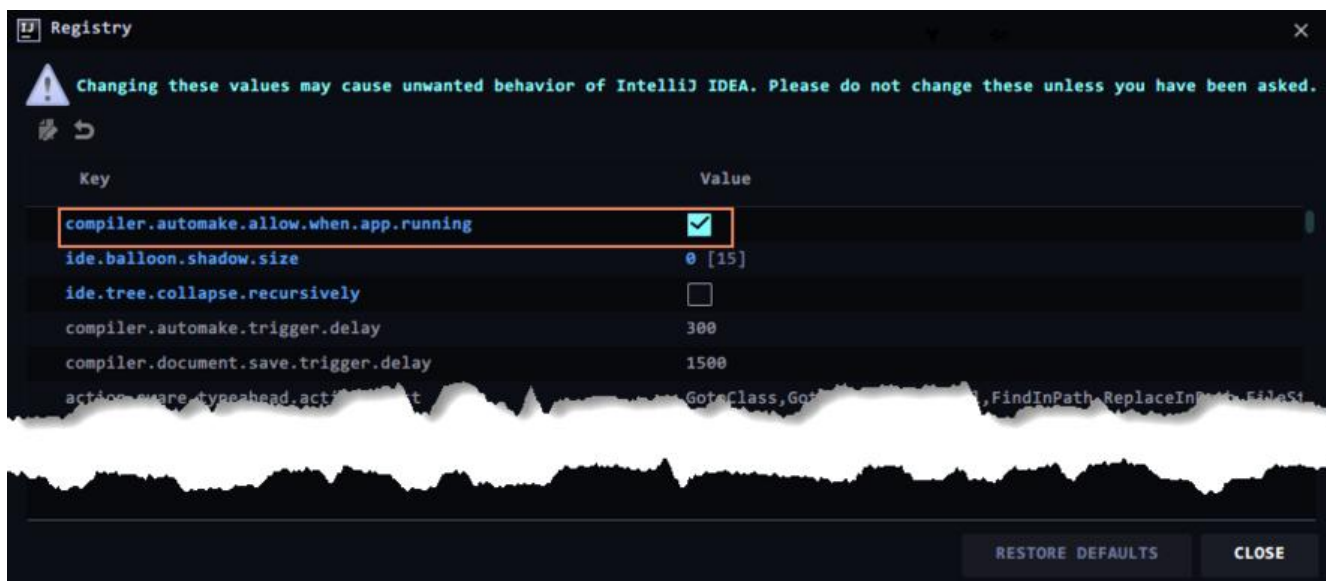 Registry
Changing these values may cause unwanted behavior of IntelliJ IDEA. Please do not change these unless you have been asked.
Key Value
compiler.automake.allow.when.app.running
ide.balloon.shadow.size 0 [15]
ide.tree.collapse.recursively
compiler.automake.trigger.delay 300
compiler.document.save.trigger.delay 1500
GotoClass ,FindInPath
RESTORE DEFAULTS CLOSE